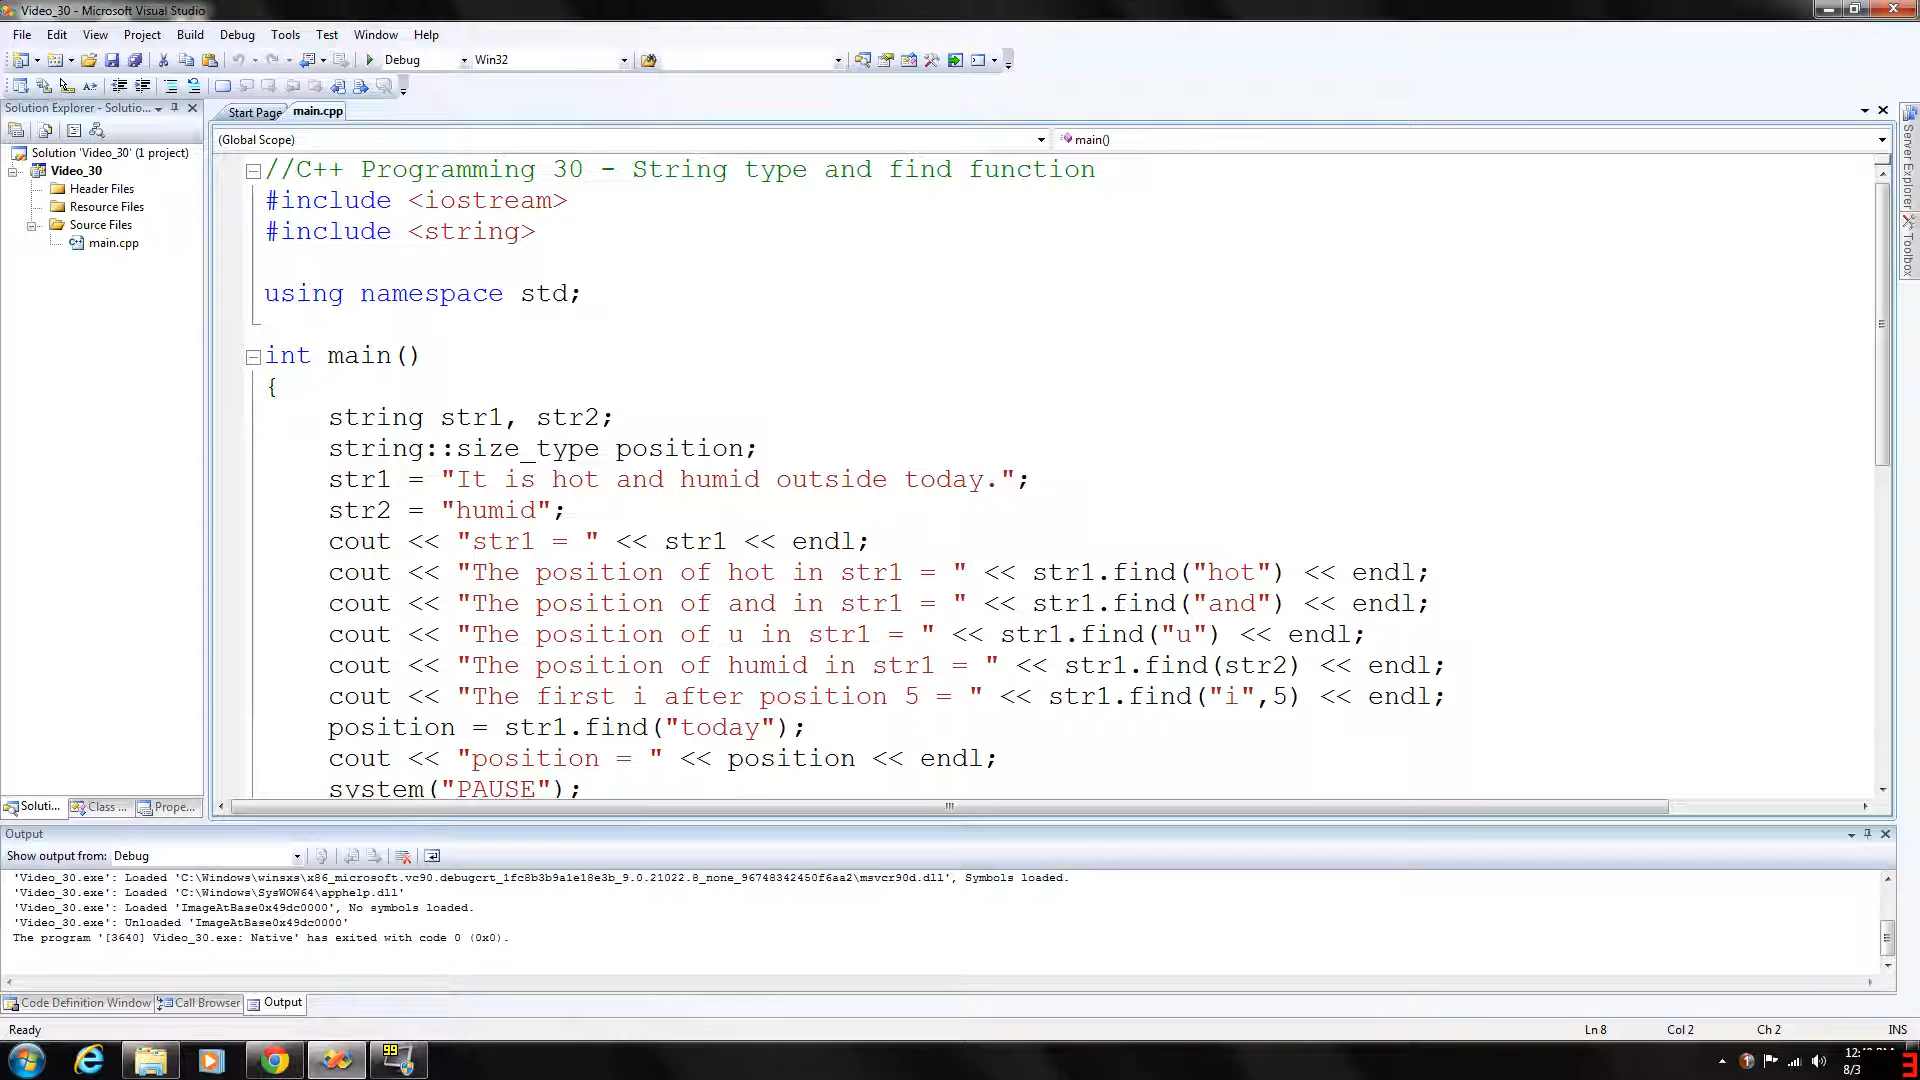 Video_30 - Microsoft Visual Studio
File Edit View Project Build Debug Tools Test Window Help
Debug Win32
Solution Explorer - Solutio...
Start Page main.cpp
(Global Scope) main()
Solution 'Video_30' (1 project)
Video_30
Header Files
Resource Files
Source Files
main.cpp
//C++ Programming 30 - String type and find function
#include <iostream>
#include <string>
using namespace std;
int main()
{
string str1, str2;
string::size_type position;
str1 = "It is hot and humid outside today.";
str2 = "humid";
cout << "str1 = " << str1 << endl;
cout << "The position of hot in str1 = " << str1.find("hot") << endl;
cout << "The position of and in str1 = " << str1.find("and") << endl;
cout << "The position of u in str1 = " << str1.find("u") << endl;
cout << "The position of humid in str1 = " << str1.find(str2) << endl;
cout << "The first i after position 5 = " << str1.find("i",5) << endl;
position = str1.find("today");
cout << "position = " << position << endl;
system("PAUSE");
Server Explorer
Toolbox
Soluti... Class ... Prope...
Output
Show output from: Debug
'Video_30.exe': Loaded 'C:\Windows\winsxs\x86_microsoft.vc90.debugcrt_1fc8b3b9a1e18e3b_9.0.21022.8_none_96748342450f6aa2\msvcr90d.dll', Symbols loaded.
'Video_30.exe': Loaded 'C:\Windows\SysWOW64\apphelp.dll'
'Video_30.exe': Loaded 'ImageAtBase0x49dc0000', No symbols loaded.
'Video_30.exe': Unloaded 'ImageAtBase0x49dc0000'
The program '[3640] Video_30.exe: Native' has exited with code 0 (0x0).
Code Definition Window Call Browser Output
Ready Ln 8 Col 2 Ch 2 INS
99
8/3
3